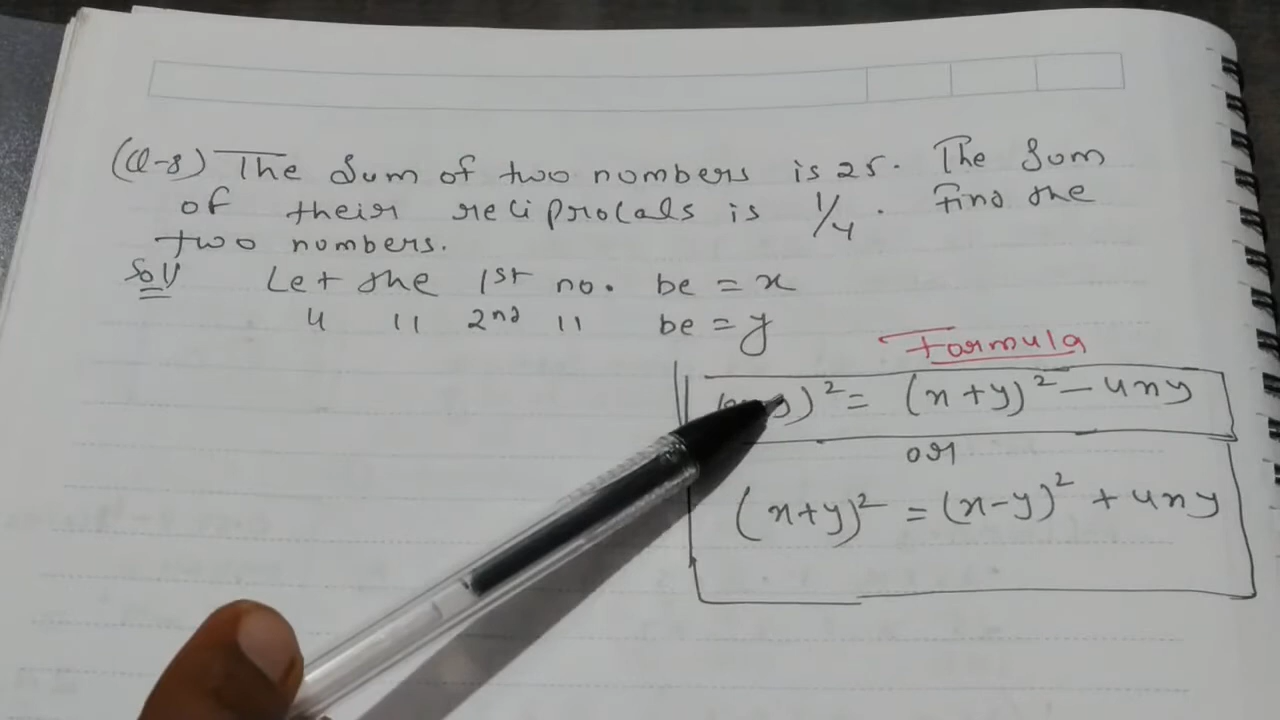 (Q-8) The Sum of two numbers is 25. The Sum
of their reciprocals is 1/4. Find the
two numbers.
Solⁿ Let the 1st no. be = x
" " 2nd " be = y
Formula
)² = (x+y)² - 4xy
or
(x+y)² = (x-y)² + 4xy